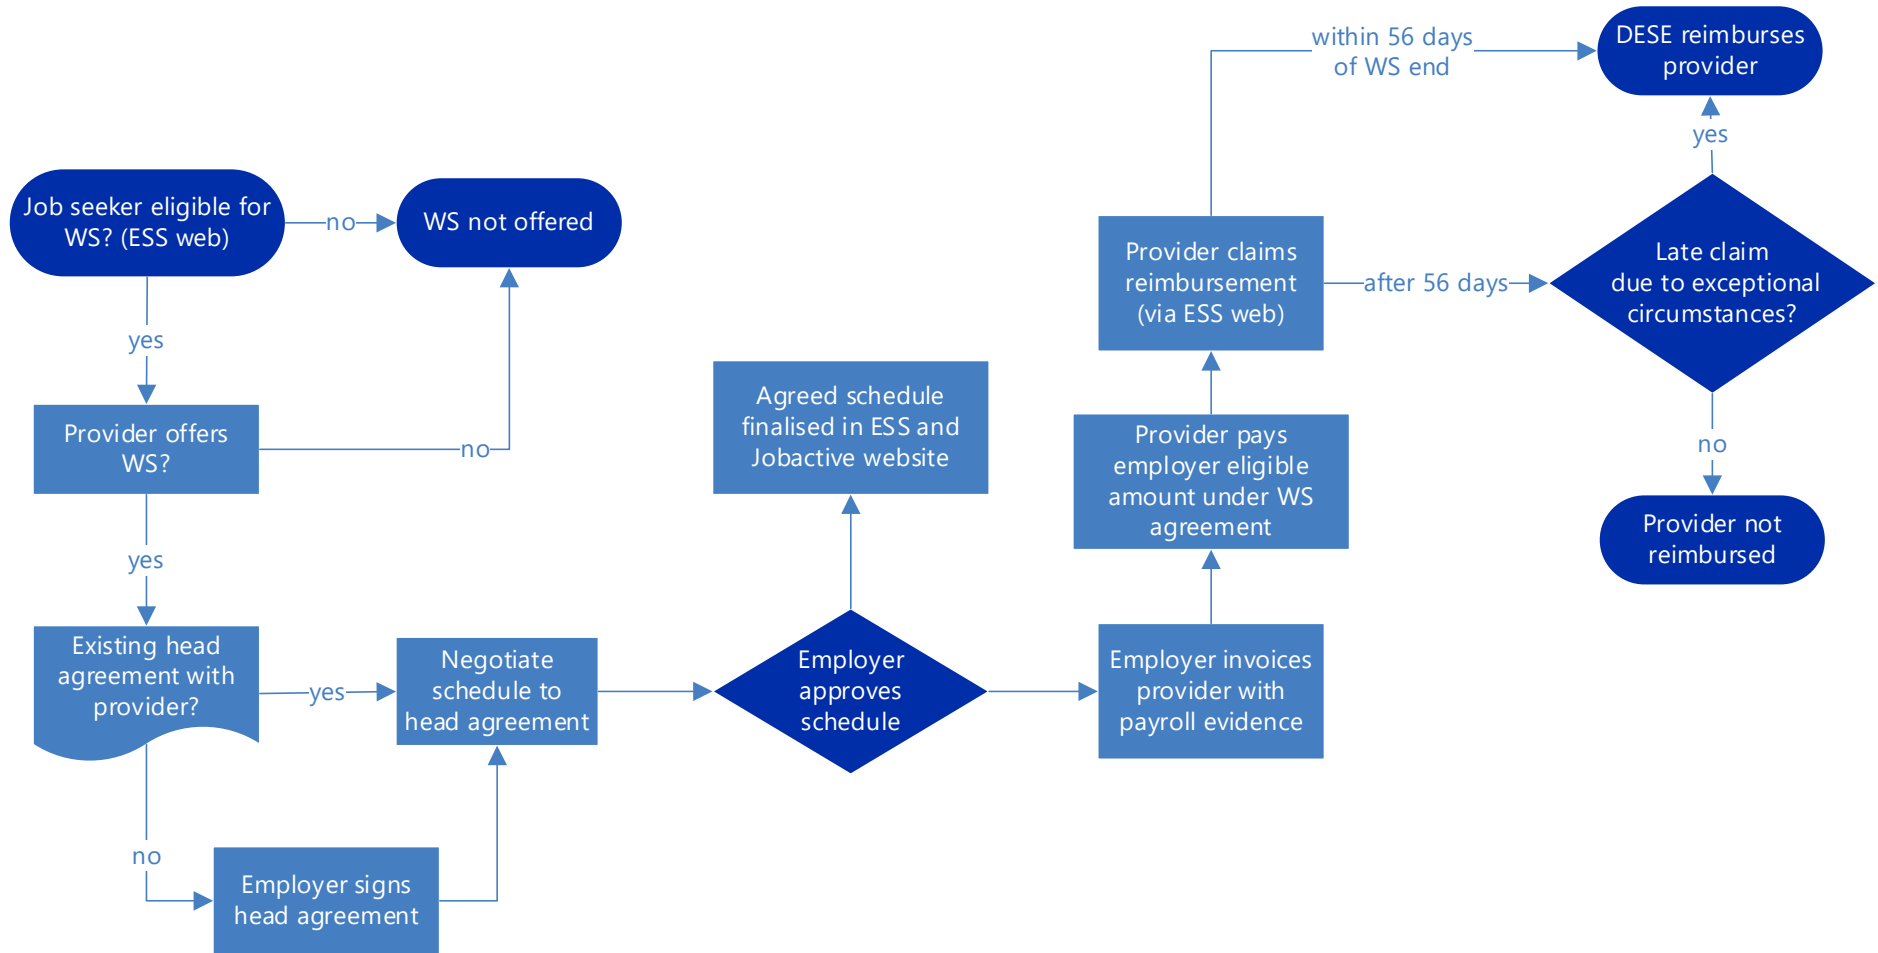 Job seeker eligible for
WS? (ESS web)
no
WS not offered
yes
Provider offers
WS?
no
yes
Existing head
agreement with
provider?
yes
no
Employer signs
head agreement
Negotiate
schedule to
head agreement
Employer
approves
schedule
Agreed schedule
finalised in ESS and
Jobactive website
Employer invoices
provider with
payroll evidence
Provider pays
employer eligible
amount under WS
agreement
Provider claims
reimbursement
(via ESS web)
within 56 days
of WS end
DESE reimburses
provider
after 56 days
Late claim
due to exceptional
circumstances?
yes
no
Provider not
reimbursed